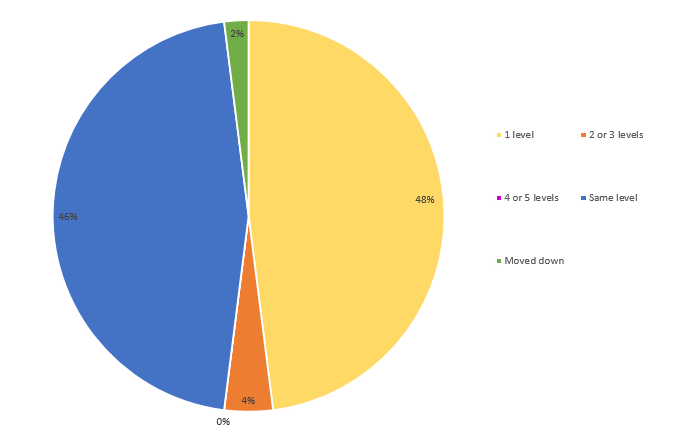 2%
48%
46%
4%
0%
1 level
2 or 3 levels
4 or 5 levels
Same level
Moved down